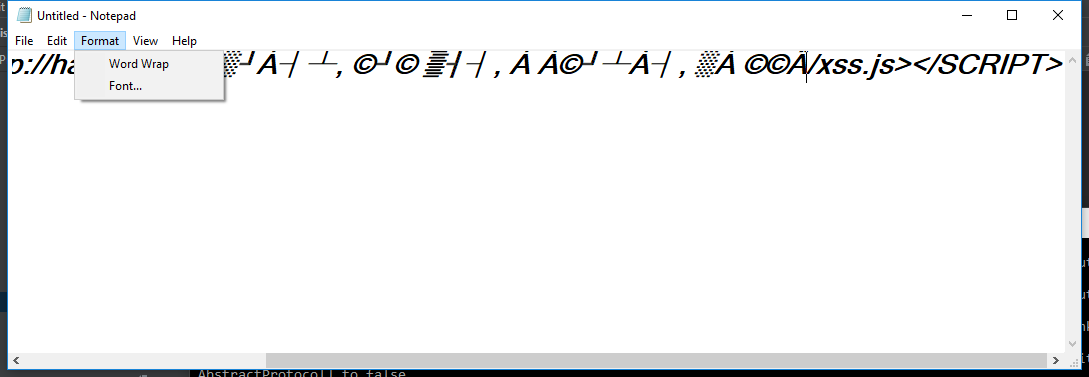 Untitled - Notepad
File Edit Format View Help
Word Wrap
Font...
p://ha ▒┘À┤┴, ©┘© ▓┤┤, À À©┘┴À┤, ▒À ©©À/xss.js></SCRIPT>
AbstractProtocol] to false